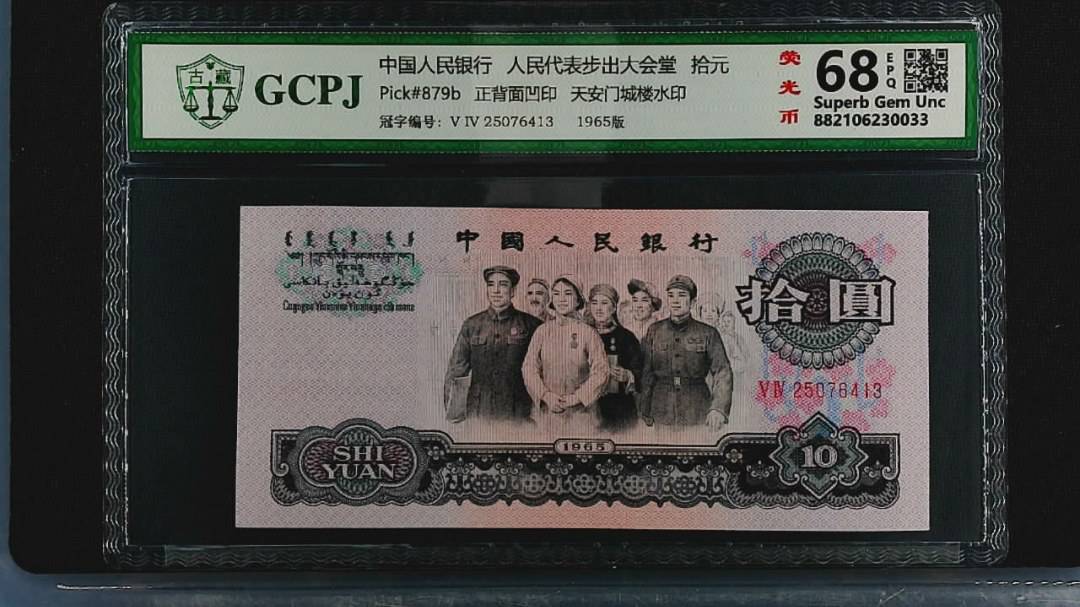 古藏
GCPJ
中国人民银行 人民代表步出大会堂 拾元
Pick#879b 正背面凹印 天安门城楼水印
冠字编号: V IV 25076413 1965版
荧光币
68 EPQ
Superb Gem Unc
882106230033
中國人民銀行
拾圓
V IV 25076413
1965
SHI
YUAN
10